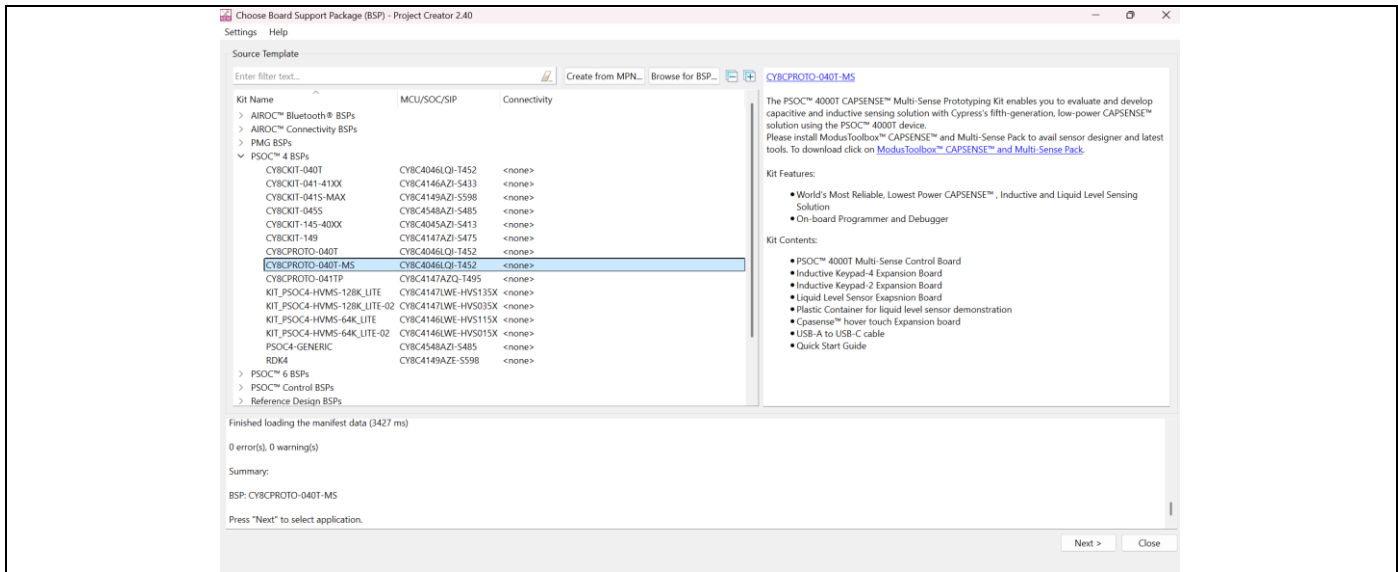 Choose Board Support Package (BSP) - Project Creator 2.40
Settings Help
Source Template
Enter filter text...
Create from MPN... Browse for BSP...
Kit Name MCU/SOC/SIP Connectivity
AIROC™ Bluetooth® BSPs
AIROC™ Connectivity BSPs
PMG BSPs
PSOC™ 4 BSPs
CY8CKIT-040T CY8C4046LQI-T452 <none>
CY8CKIT-041-41XX CY8C4146AZI-S433 <none>
CY8CKIT-041S-MAX CY8C4149AZI-S598 <none>
CY8CKIT-045S CY8C4548AZI-S485 <none>
CY8CKIT-145-40XX CY8C4045AZI-S413 <none>
CY8CKIT-149 CY8C4147AZI-S475 <none>
CY8CPROTO-040T CY8C4046LQI-T452 <none>
CY8CPROTO-040T-MS CY8C4046LQI-T452 <none>
CY8CPROTO-041TP CY8C4147AZQ-T495 <none>
KIT_PSOC4-HVMS-128K_LITE CY8C4147LWE-HVS135X <none>
KIT_PSOC4-HVMS-128K_LITE-02 CY8C4147LWE-HVS035X <none>
KIT_PSOC4-HVMS-64K_LITE CY8C4146LWE-HVS115X <none>
KIT_PSOC4-HVMS-64K_LITE-02 CY8C4146LWE-HVS015X <none>
PSOC4-GENERIC CY8C4548AZI-S485 <none>
RDK4 CY8C4149AZE-S598 <none>
PSOC™ 6 BSPs
PSOC™ Control BSPs
Reference Design BSPs
CY8CPROTO-040T-MS
The PSOC™ 4000T CAPSENSE™ Multi-Sense Prototyping Kit enables you to evaluate and develop
capacitive and inductive sensing solution with Cypress's fifth-generation, low-power CAPSENSE™
solution using the PSOC™ 4000T device.
Please install ModusToolbox™ CAPSENSE™ and Multi-Sense Pack to avail sensor designer and latest
tools. To download click on ModusToolbox™ CAPSENSE™ and Multi-Sense Pack.
Kit Features:
• World's Most Reliable, Lowest Power CAPSENSE™ , Inductive and Liquid Level Sensing
Solution
• On-board Programmer and Debugger
Kit Contents:
• PSOC™ 4000T Multi-Sense Control Board
• Inductive Keypad-4 Expansion Board
• Inductive Keypad-2 Expansion Board
• Liquid Level Sensor Exapsnion Board
• Plastic Container for liquid level sensor demonstration
• Cpasense™ hover touch Expansion board
• USB-A to USB-C cable
• Quick Start Guide
Finished loading the manifest data (3427 ms)
0 error(s), 0 warning(s)
Summary:
BSP: CY8CPROTO-040T-MS
Press "Next" to select application.
Next > Close